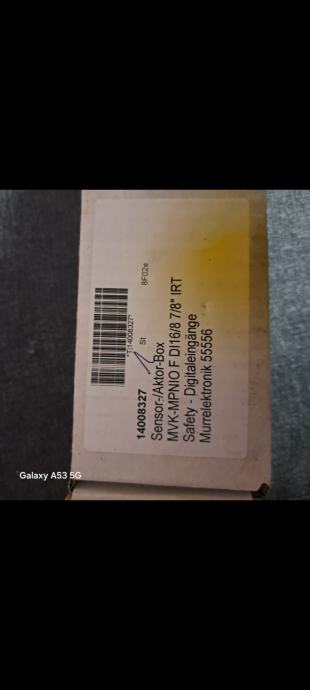 *T14008327*
St
8F02e
14008327
Sensor-/Aktor-Box
MVK-MPNIO F DI16/8 7/8" IRT
Safety - Digitaleingänge
Murrelektronik 55556
Galaxy A53 5G